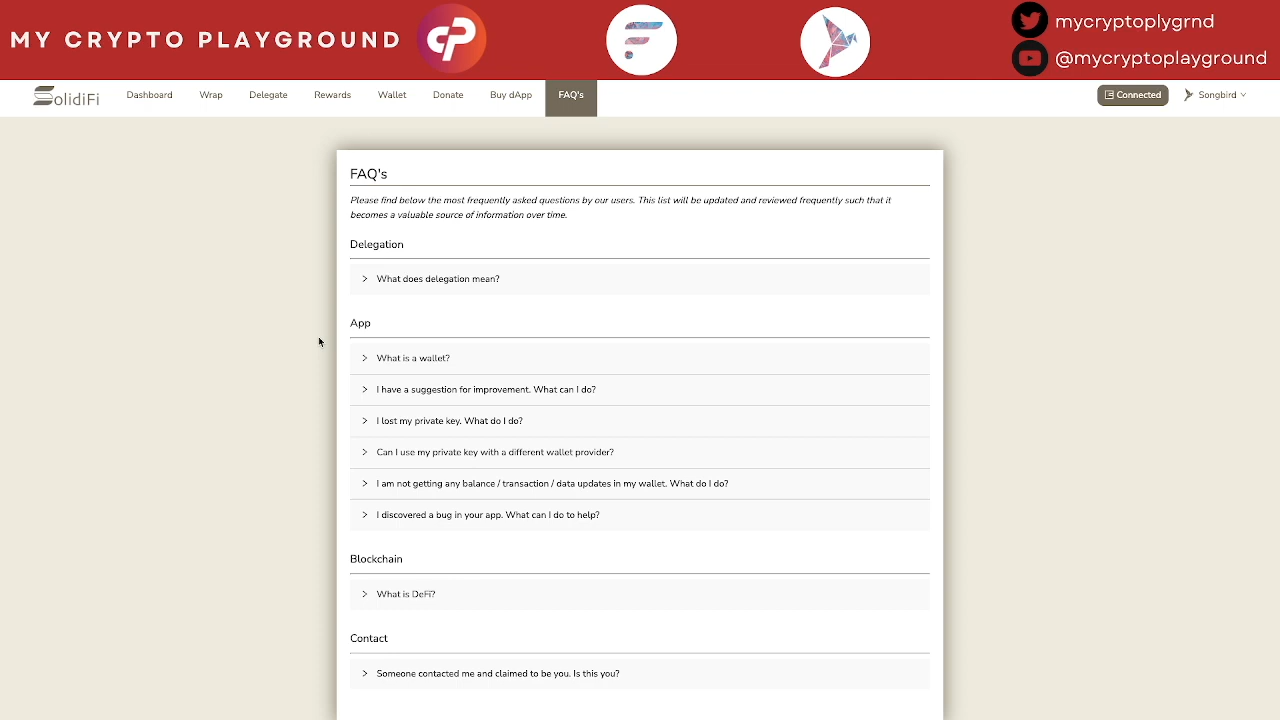 MY CRYPTO PLAYGROUND
mycryptoplygrnd
@mycryptoplayground
SolidiFi Dashboard Wrap Delegate Rewards Wallet Donate Buy dApp FAQ's Connected Songbird
FAQ's
Please find below the most frequently asked questions by our users. This list will be updated and reviewed frequently such that it
becomes a valuable source of information over time.
Delegation
What does delegation mean?
App
What is a wallet?
I have a suggestion for improvement. What can I do?
I lost my private key. What do I do?
Can I use my private key with a different wallet provider?
I am not getting any balance / transaction / data updates in my wallet. What do I do?
I discovered a bug in your app. What can I do to help?
Blockchain
What is DeFi?
Contact
Someone contacted me and claimed to be you. Is this you?